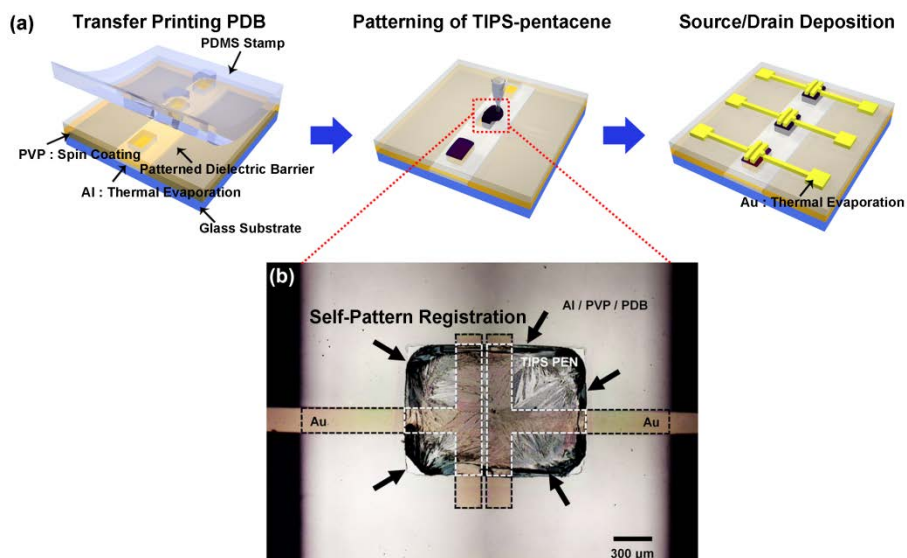 (a)
Transfer Printing PDB
PDMS Stamp
PVP : Spin Coating
Patterned Dielectric Barrier
Al : Thermal Evaporation
Glass Substrate
Patterning of TIPS-pentacene
Source/Drain Deposition
Au : Thermal Evaporation
(b)
Al / PVP / PDB
Self-Pattern Registration
TIPS PEN
Au
Au
300 μm